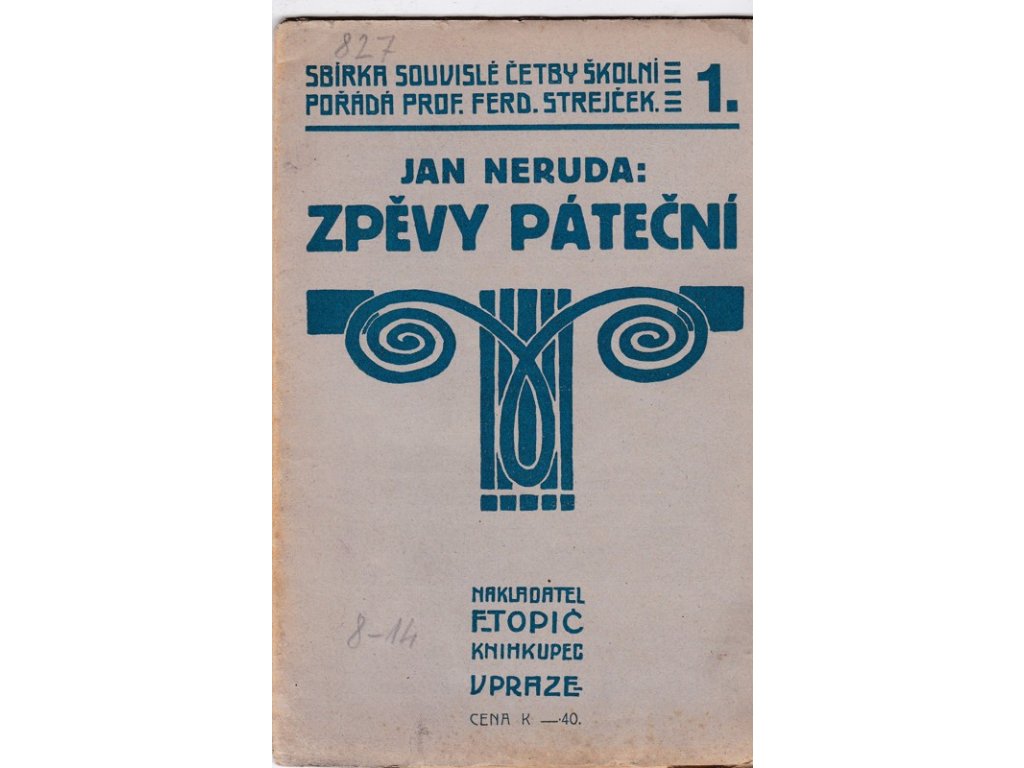 827
SBÍRKA SOUVISLÉ ČETBY ŠKOLNÍ
POŘÁDÁ PROF. FERD. STREJČEK. 1.
JAN NERUDA:
ZPĚVY PÁTEČNÍ
NAKLADATEL
F. TOPIČ
KNIHKUPEC
V PRAZE
CENA K —·40.
8-14